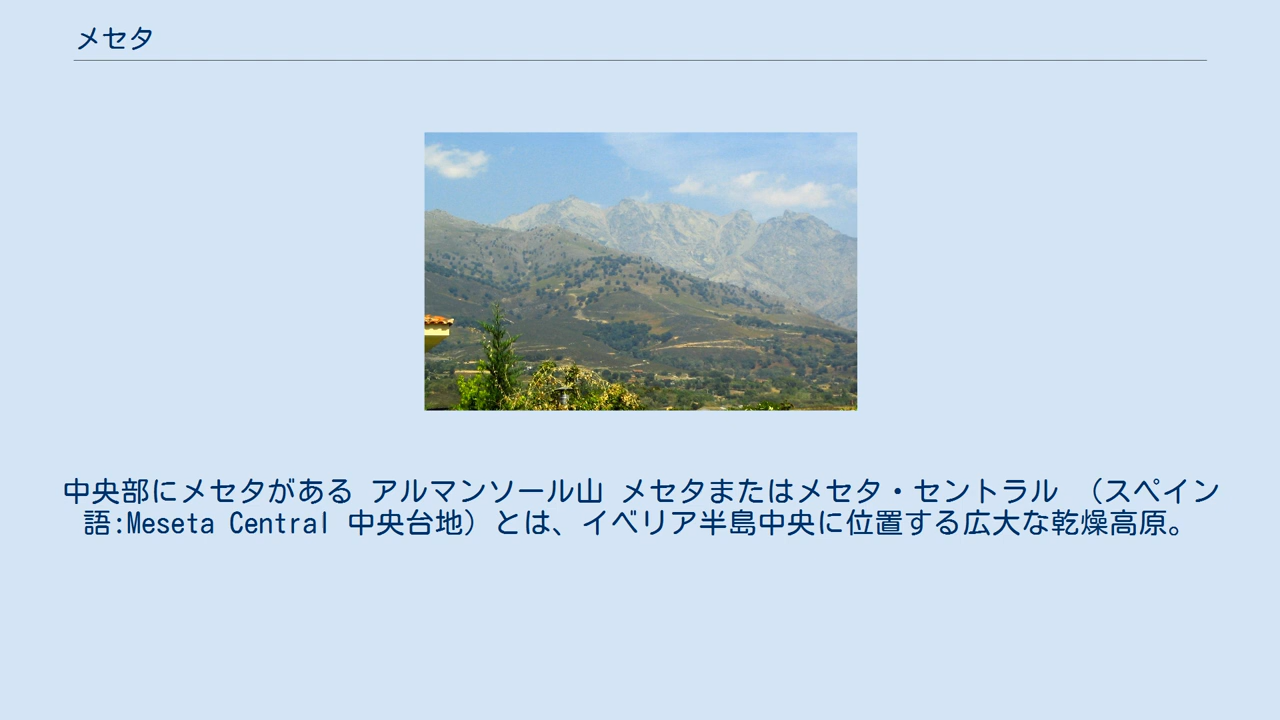 メセタ
中央部にメセタがある アルマンソール山 メセタまたはメセタ・セントラル （スペイン
語:Meseta Central 中央台地）とは、イベリア半島中央に位置する広大な乾燥高原。